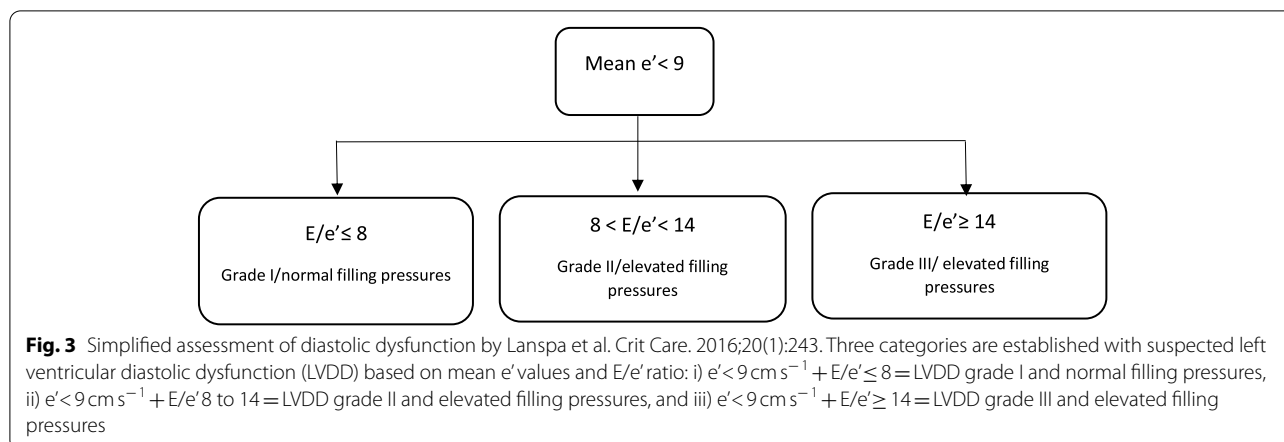 Mean e’< 9
E/e’≤ 8
Grade I/normal filling pressures
8 < E/e’< 14
Grade II/elevated filling
pressures
E/e’≥ 14
Grade III/ elevated filling
pressures
Fig. 3 Simplified assessment of diastolic dysfunction by Lanspa et al. Crit Care. 2016;20(1):243. Three categories are established with suspected left
ventricular diastolic dysfunction (LVDD) based on mean e’ values and E/e’ ratio: i) e’ < 9 cm s⁻¹ + E/e’ ≤ 8 = LVDD grade I and normal filling pressures,
ii) e’ < 9 cm s⁻¹ + E/e’ 8 to 14 = LVDD grade II and elevated filling pressures, and iii) e’ < 9 cm s⁻¹ + E/e’ ≥ 14 = LVDD grade III and elevated filling
pressures